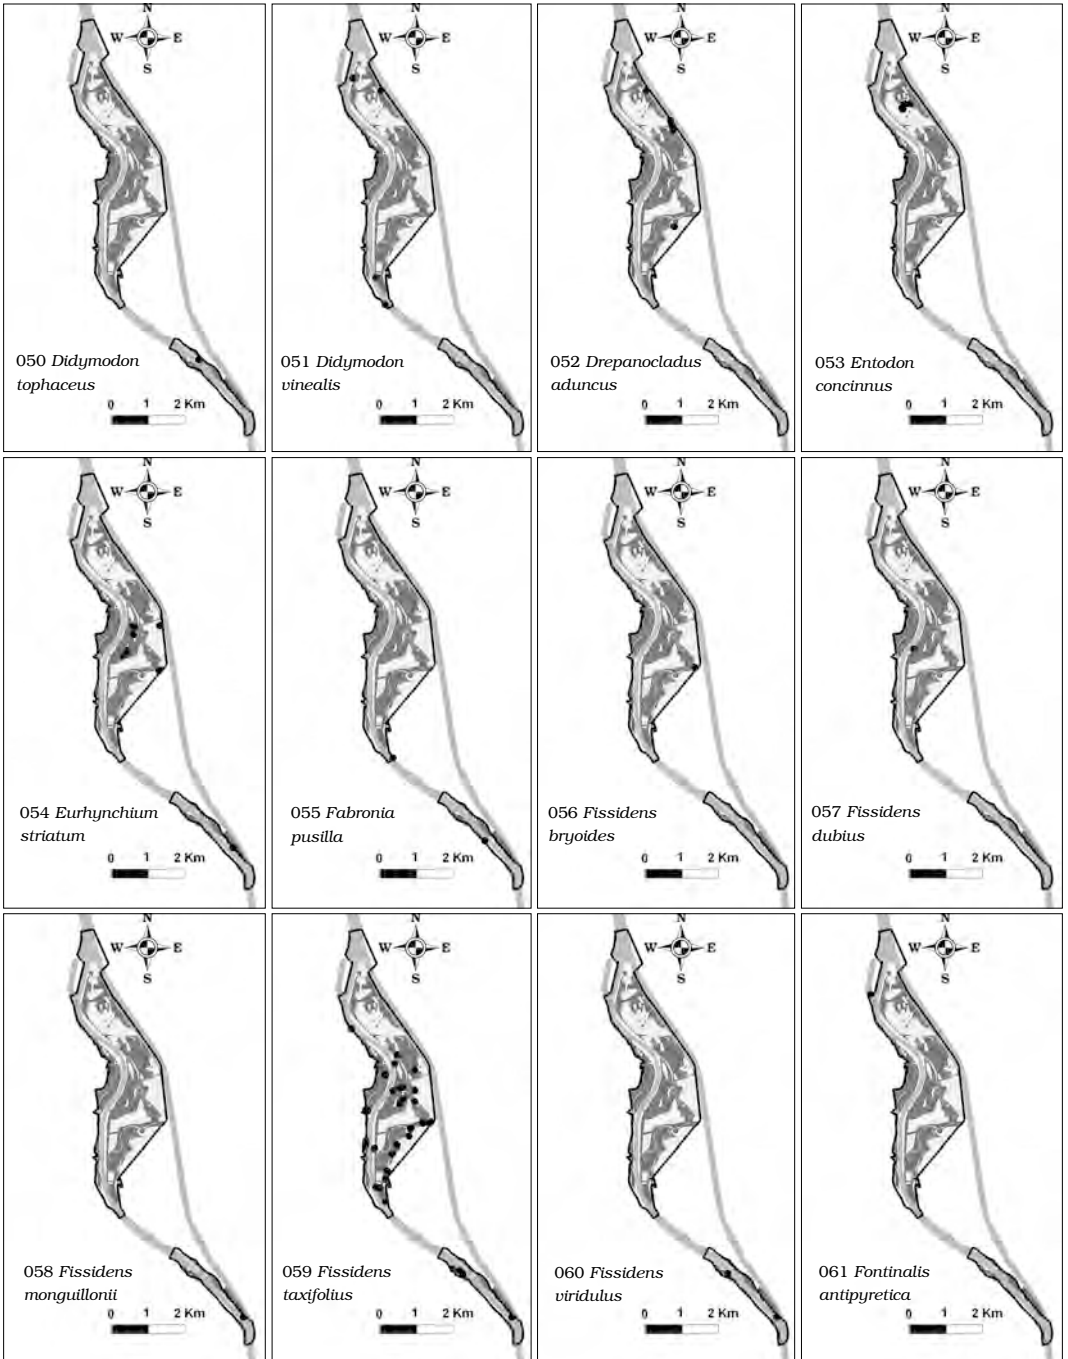 N
W E
S
050 Didymodon
tophaceus
0 1 2 Km
N
W E
S
051 Didymodon
vinealis
0 1 2 Km
N
W E
S
052 Drepanocladus
aduncus
0 1 2 Km
N
W E
S
053 Entodon
concinnus
0 1 2 Km
N
W E
S
054 Eurhynchium
striatum
0 1 2 Km
N
W E
S
055 Fabronia
pusilla
0 1 2 Km
N
W E
S
056 Fissidens
bryoides
0 1 2 Km
N
W E
S
057 Fissidens
dubius
0 1 2 Km
N
W E
S
058 Fissidens
monguillonii
0 1 2 Km
N
W E
S
059 Fissidens
taxifolius
0 1 2 Km
N
W E
S
060 Fissidens
viridulus
0 1 2 Km
N
W E
S
061 Fontinalis
antipyretica
0 1 2 Km